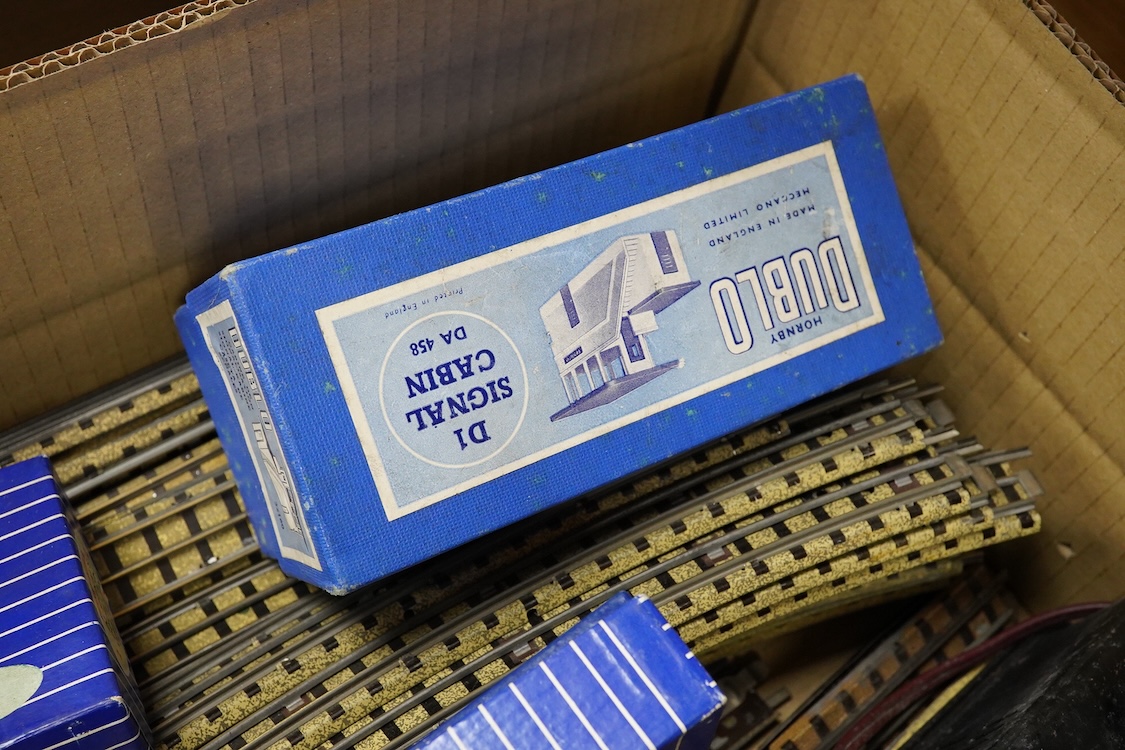 HORNBY
DUBLO
MADE IN ENGLAND
MECCANO LIMITED
D1
SIGNAL
CABIN
DA 458
Printed in England